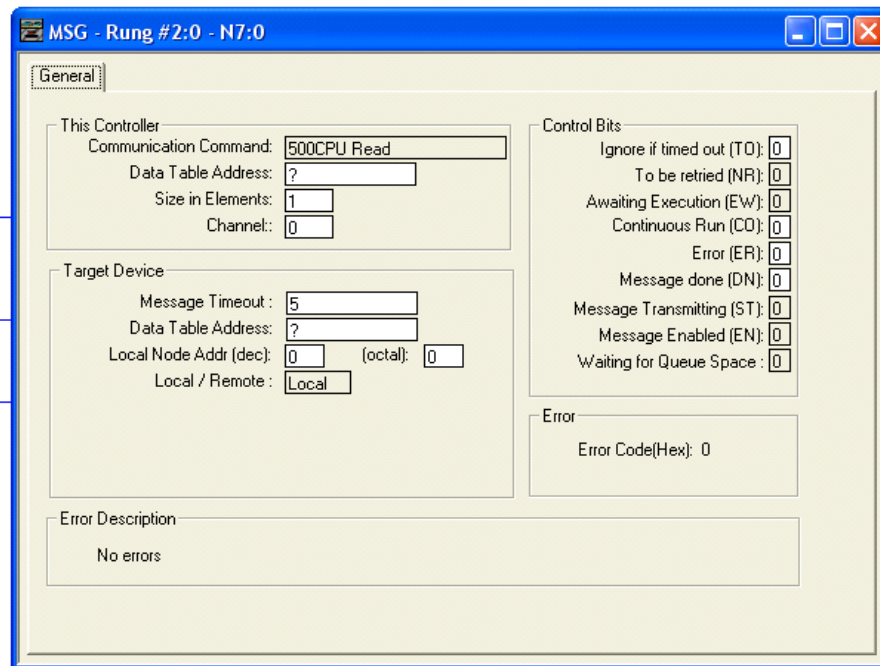 MSG - Rung #2:0 - N7:0
General
This Controller
Communication Command: 500CPU Read
Data Table Address: ?
Size in Elements: 1
Channel:: 0
Target Device
Message Timeout : 5
Data Table Address: ?
Local Node Addr (dec): 0 (octal): 0
Local / Remote : Local
Control Bits
Ignore if timed out (TO): 0
To be retried (NR): 0
Awaiting Execution (EW): 0
Continuous Run (CO): 0
Error (ER): 0
Message done (DN): 0
Message Transmitting (ST): 0
Message Enabled (EN): 0
Waiting for Queue Space : 0
Error
Error Code(Hex): 0
Error Description
No errors